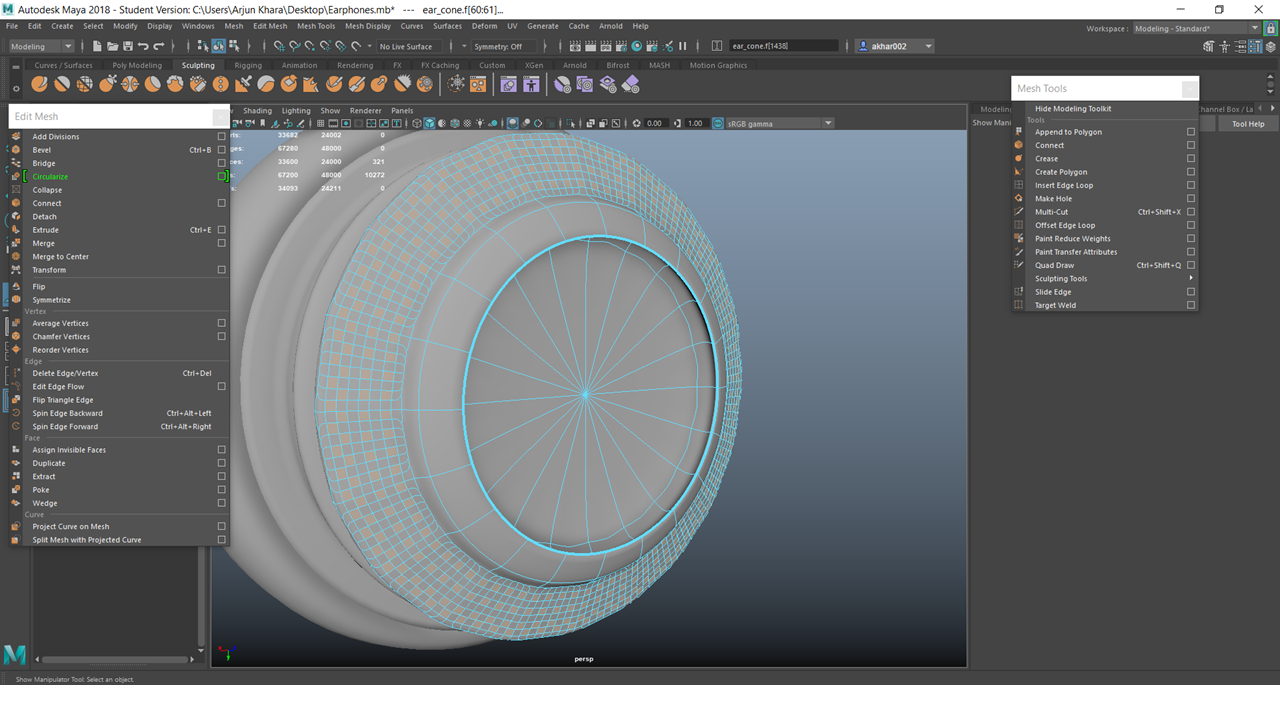 Autodesk Maya 2018 - Student Version: C:\Users\Arjun Khara\Desktop\Earphones.mb* --- ear_cone.f[60:61]...
File Edit Create Select Modify Display Windows Mesh Edit Mesh Mesh Tools Mesh Display Curves Surfaces Deform UV Generate Cache Arnold Help
Workspace : Modeling - Standard*
Modeling No Live Surface Symmetry: Off ear_cone.f[1438] akhar002
Curves / Surfaces Poly Modeling Sculpting Rigging Animation Rendering FX FX Caching Custom XGen Arnold Bifrost MASH Motion Graphics
Edit Mesh
Add Divisions
Bevel Ctrl+B
Bridge
Circularize
Collapse
Connect
Detach
Extrude Ctrl+E
Merge
Merge to Center
Transform
Flip
Symmetrize
Vertex
Average Vertices
Chamfer Vertices
Reorder Vertices
Edge
Delete Edge/Vertex Ctrl+Del
Edit Edge Flow
Flip Triangle Edge
Spin Edge Backward Ctrl+Alt+Left
Spin Edge Forward Ctrl+Alt+Right
Face
Assign Invisible Faces
Duplicate
Extract
Poke
Wedge
Curve
Project Curve on Mesh
Split Mesh with Projected Curve
Shading Lighting Show Renderer Panels
0.00 1.00 sRGB gamma
33682 24002 0
67280 48000 0
33600 24000 321
67200 48000 10272
34093 24211 0
persp
Mesh Tools
Hide Modeling Toolkit
Tools
Append to Polygon
Connect
Crease
Create Polygon
Insert Edge Loop
Make Hole
Multi-Cut Ctrl+Shift+X
Offset Edge Loop
Paint Reduce Weights
Paint Transfer Attributes
Quad Draw Ctrl+Shift+Q
Sculpting Tools
Slide Edge
Target Weld
Tool Help
Show Manipulator Tool: Select an object.